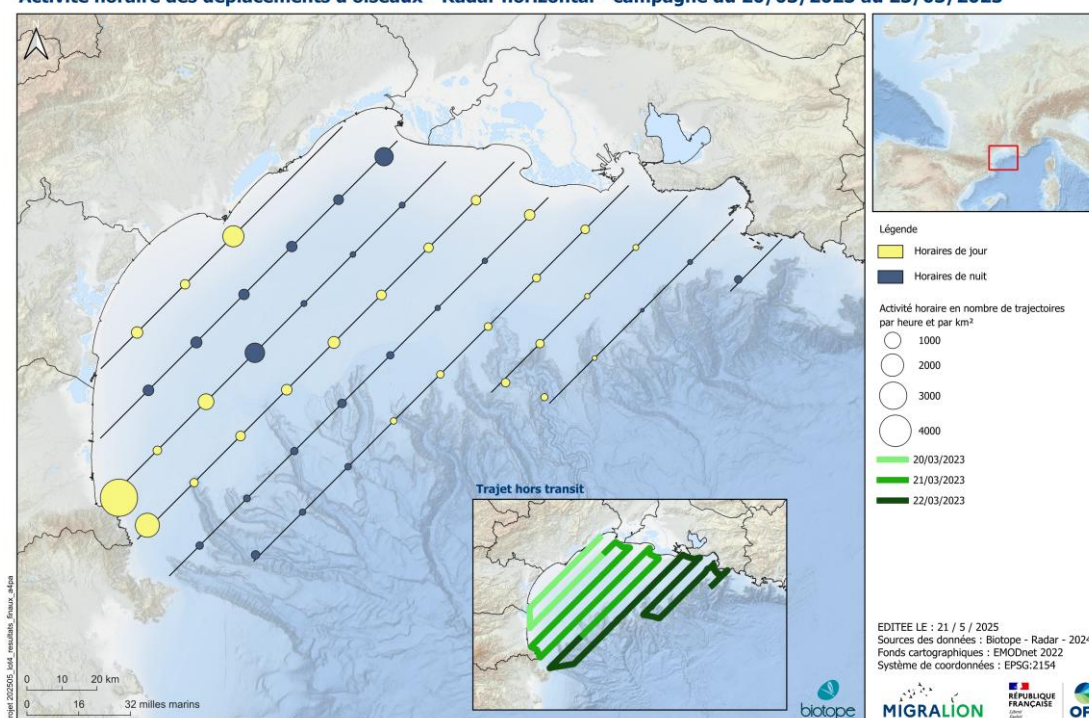 Activité horaire des déplacements d'oiseaux - Radar horizontal - campagne du 20/03/2023 au 23/03/2023
Légende
Horaires de jour
Horaires de nuit
Activité horaire en nombre de trajectoires
par heure et par km²
1000
2000
3000
4000
20/03/2023
21/03/2023
22/03/2023
Trajet hors transit
0 10 20 km
0 16 32 milles marins
biotope
EDITEE LE : 21 / 5 / 2025
Sources des données : Biotope - Radar - 2024
Fonds cartographiques : EMODnet 2022
Système de coordonnées : EPSG:2154
MIGRALION
RÉPUBLIQUE
FRANÇAISE
Liberté